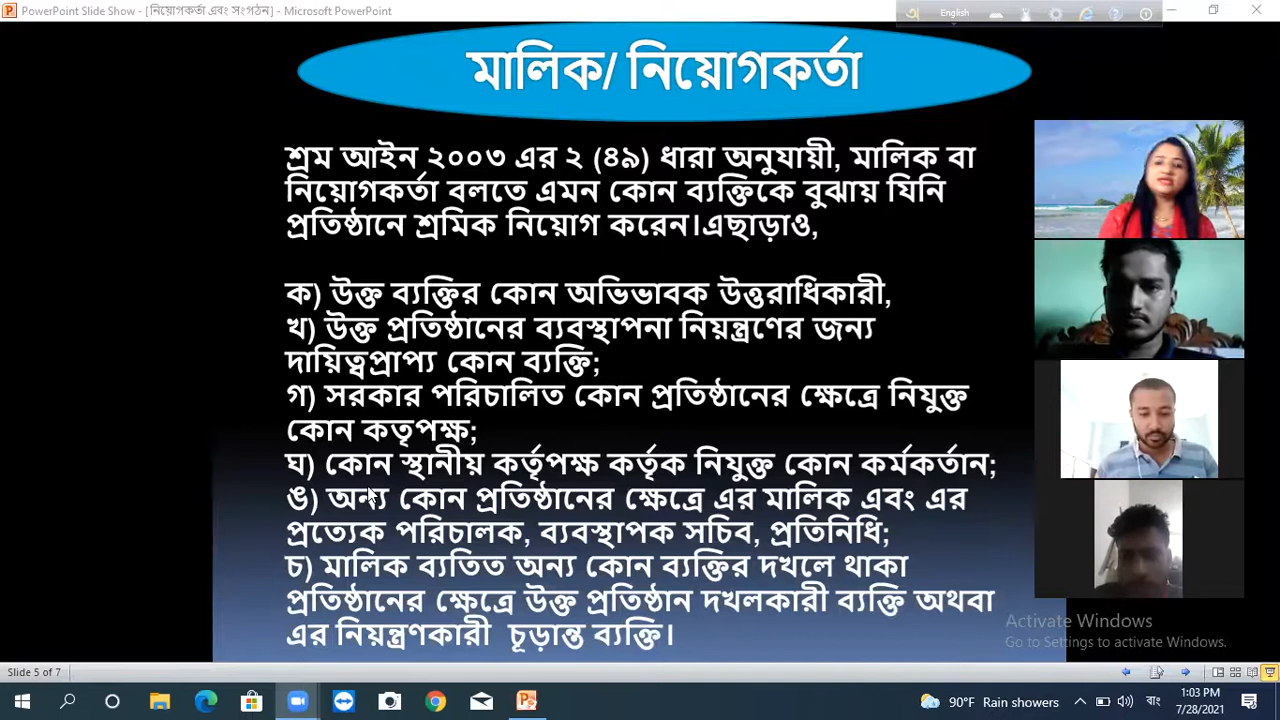 PowerPoint Slide Show - [নিয়োগকর্তা এবং সংগঠন] - Microsoft PowerPoint
English
মালিক/ নিয়োগকর্তা
শ্রম আইন ২০০৩ এর ২ (৪৯) ধারা অনুযায়ী, মালিক বা
নিয়োগকর্তা বলতে এমন কোন ব্যক্তিকে বুঝায় যিনি
প্রতিষ্ঠানে শ্রমিক নিয়োগ করেন।এছাড়াও,
ক) উক্ত ব্যক্তির কোন অভিভাবক উত্তরাধিকারী,
খ) উক্ত প্রতিষ্ঠানের ব্যবস্থাপনা নিয়ন্ত্রণের জন্য
দায়িত্বপ্রাপ্য কোন ব্যক্তি;
গ) সরকার পরিচালিত কোন প্রতিষ্ঠানের ক্ষেত্রে নিযুক্ত
কোন কতৃপক্ষ;
ঘ) কোন স্থানীয় কর্তৃপক্ষ কর্তৃক নিযুক্ত কোন কর্মকর্তান;
ঙ) অন্য কোন প্রতিষ্ঠানের ক্ষেত্রে এর মালিক এবং এর
প্রত্যেক পরিচালক, ব্যবস্থাপক সচিব, প্রতিনিধি;
চ) মালিক ব্যতিত অন্য কোন ব্যক্তির দখলে থাকা
প্রতিষ্ঠানের ক্ষেত্রে উক্ত প্রতিষ্ঠান দখলকারী ব্যক্তি অথবা
এর নিয়ন্ত্রণকারী চূড়ান্ত ব্যক্তি।
Activate Windows
Go to Settings to activate Windows.
Slide 5 of 7
90°F Rain showers
বাং
1:03 PM
7/28/2021